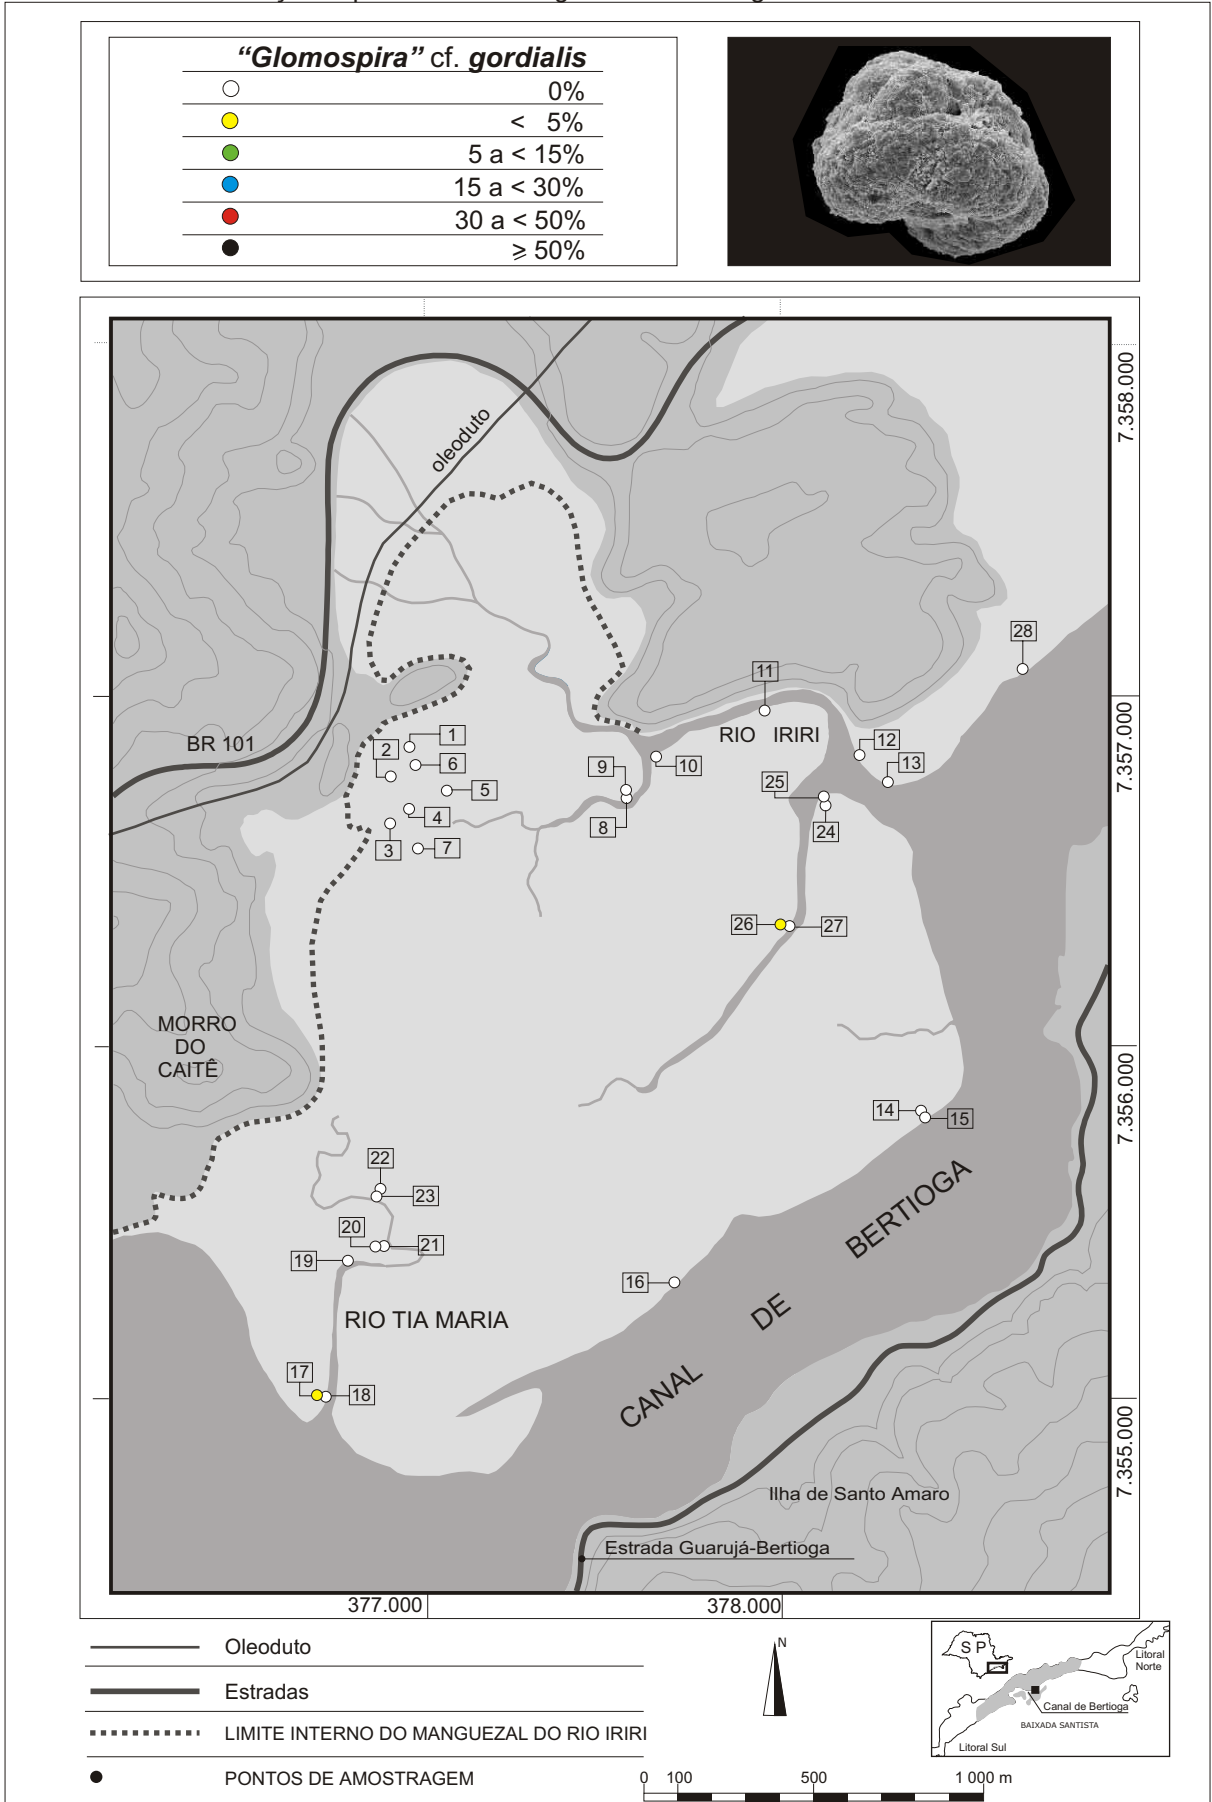 “Glomospira” cf. gordialis
0%
< 5%
5 a < 15%
15 a < 30%
30 a < 50%
⩾ 50%
7.358.000
oleoduto
28
11
7.357.000
BR 101
RIO IRIRI
1
2
6
12
13
9
10
5
25
4
8
24
3
7
26
27
MORRO
DO
CAITÊ
7.356.000
14
15
22
23
BERTIOGA
20
21
19
16
RIO TIA MARIA
DE
17
18
CANAL
7.355.000
Ilha de Santo Amaro
Estrada Guarujá-Bertioga
377.000
378.000
Oleoduto
Estradas
LIMITE INTERNO DO MANGUEZAL DO RIO IRIRI
PONTOS DE AMOSTRAGEM
N
0 100 500 1 000 m
S P
Litoral
Norte
Canal de Bertioga
BAIXADA SANTISTA
Litoral Sul